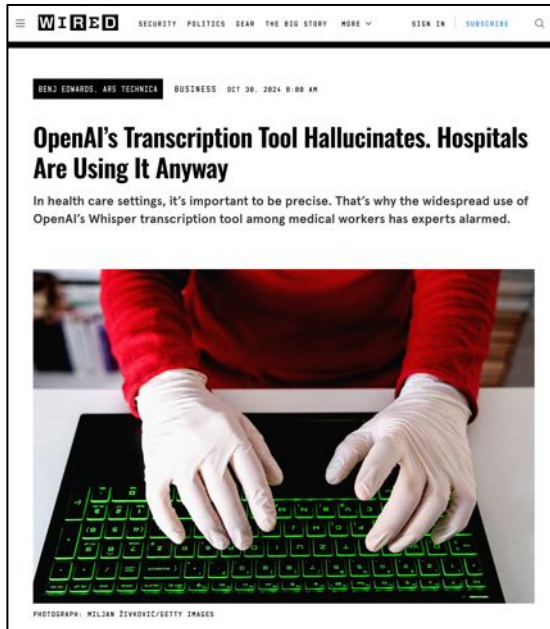 WIRED SECURITY POLITICS GEAR THE BIG STORY MORE SIGN IN SUBSCRIBE
BENJ EDWARDS, ARS TECHNICA BUSINESS OCT 30, 2024 8:00 AM
OpenAI's Transcription Tool Hallucinates. Hospitals
Are Using It Anyway
In health care settings, it's important to be precise. That's why the widespread use of
OpenAI's Whisper transcription tool among medical workers has experts alarmed.
PHOTOGRAPH: MILJAN ŽIVKOVIĆ/GETTY IMAGES